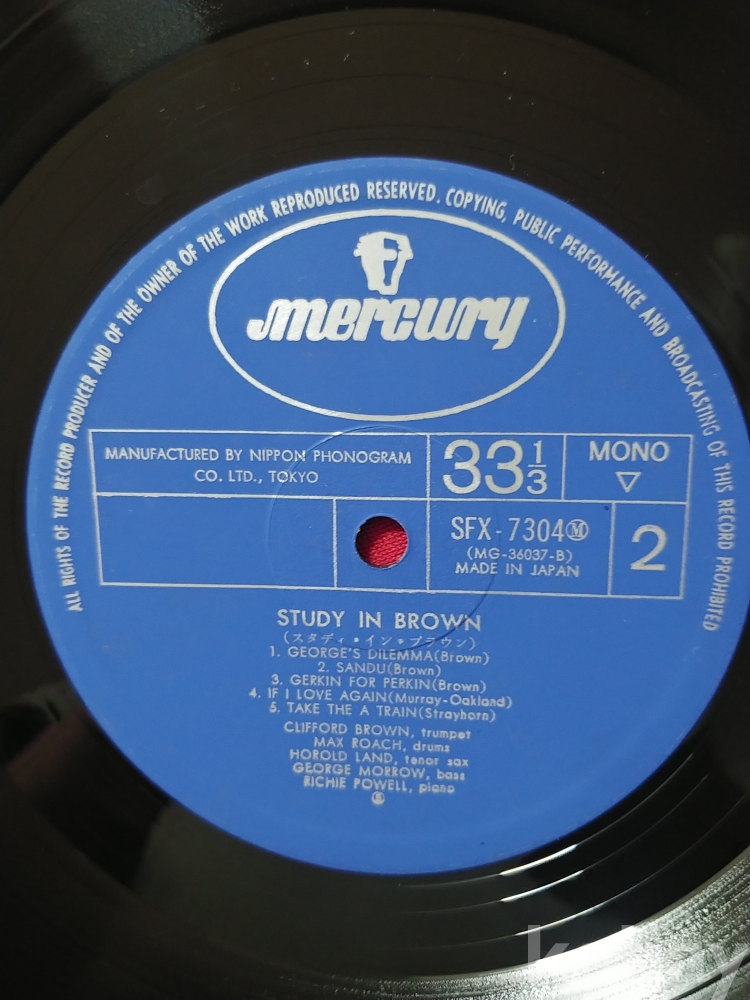 ALL RIGHTS OF THE RECORD PRODUCER AND OF THE OWNER OF THE WORK REPRODUCED RESERVED. COPYING, PUBLIC PERFORMANCE AND BROADCASTING OF THIS RECORD PROHIBITED
mercury
MANUFACTURED BY NIPPON PHONOGRAM
CO. LTD., TOKYO
33 1/3
MONO
▽
SFX-7304Ⓜ
(MG-36037-B)
MADE IN JAPAN
2
STUDY IN BROWN
(スタディ・イン・ブラウン)
1. GEORGE'S DILEMMA(Brown)
2. SANDU(Brown)
3. GERKIN FOR PERKIN(Brown)
4. IF I LOVE AGAIN(Murray-Oakland)
5. TAKE THE A TRAIN(Strayhorn)
CLIFFORD BROWN, trumpet
MAX ROACH, drums
HOROLD LAND, tenor sax
GEORGE MORROW, bass
RICHIE POWELL, piano